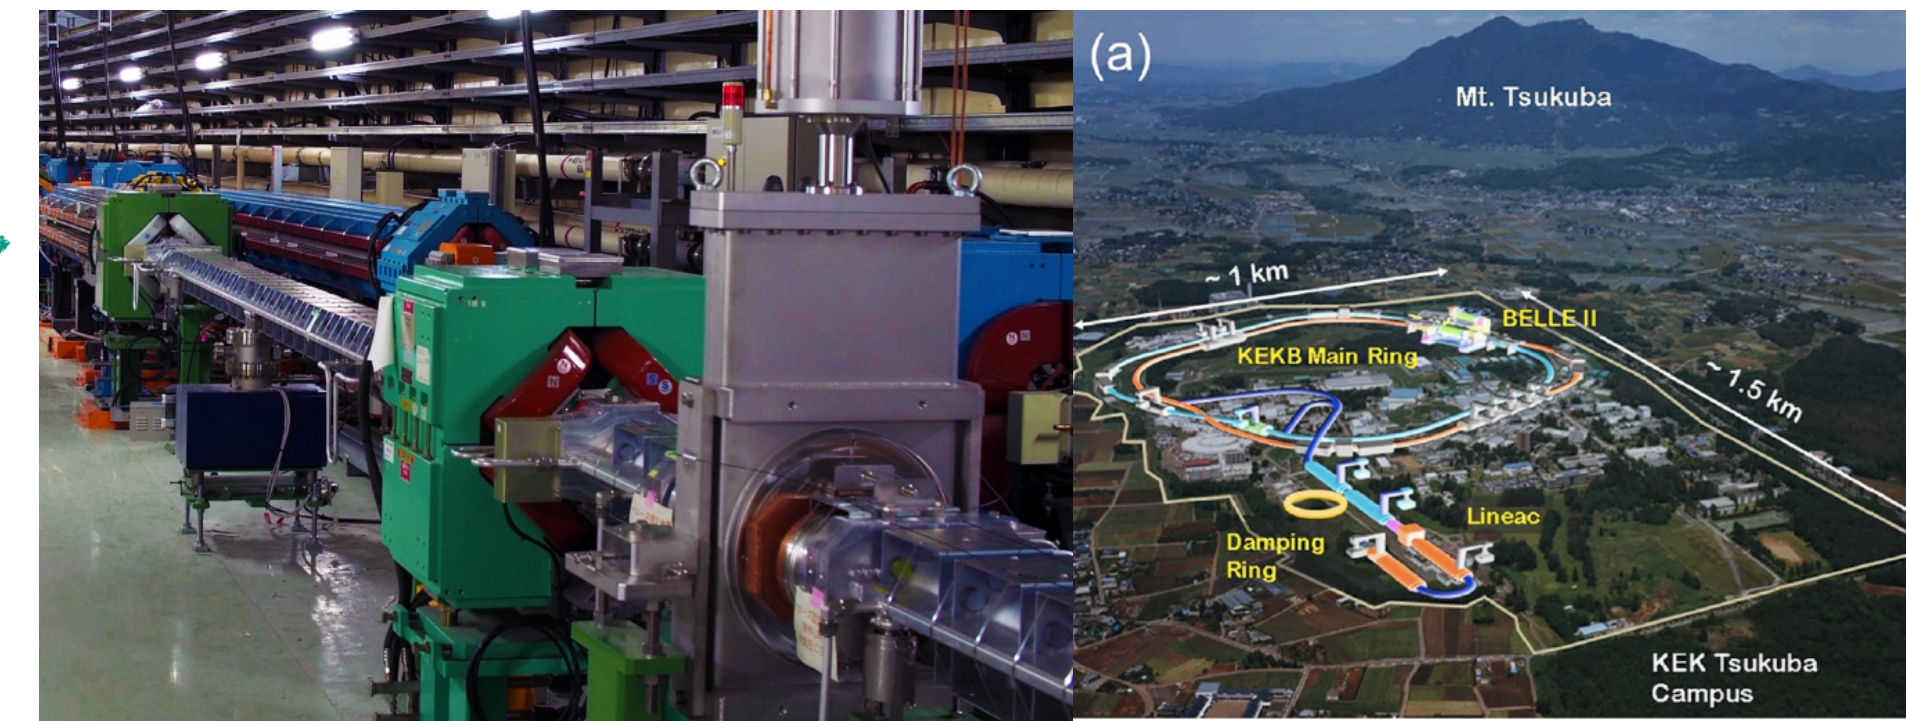 N
S
N
S
(a)
Mt. Tsukuba
~ 1 km
BELLE II
KEKB Main Ring
~ 1.5 km
Lineac
Damping
Ring
KEK Tsukuba
Campus